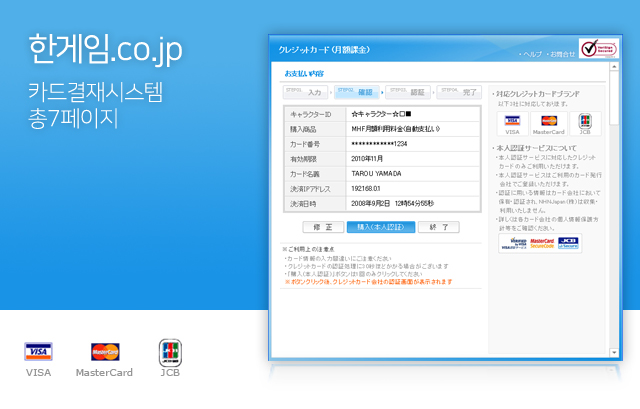 한게임.co.jp
카드결재시스템
총7페이지
VISA
MasterCard
JCB
クレジットカード（月額課金）
ヘルプ
お問合せ
VeriSign
Secured
お支払い内容
STEP01. 入力
STEP02. 確認
STEP03. 認証
STEP04. 完了
キャラクターID ☆キャラクター☆□■
購入商品 MHF月額利用料金(自動支払い)
カード番号 ************1234
有効期限 2010年11月
カード名義 TAROU YAMADA
決済IPアドレス 192168.01
決済日時 2008年9月2日 12時54分56秒
修 正
購入(本人認証)
終 了
※ご利用上の注意点
・カード情報の入力間違いにご注意ください
・クレジットカードの認証処理に30秒ほどかかる場合がございます
・「購入(本人認証)」ボタンは1回のみクリックしてください
※ボタンクリック後、クレジットカード会社の認証画面が表示されます
・対応クレジットカードブランド
以下3社に対応しております。
VISA
MasterCard
JCB
・本人認証サービスについて
・本人認証サービスに対応したクレジットカードのみご利用いただけます。
・本人認証サービスはご利用のカード発行
会社でご登録いただけます。
・認証に用いる情報はカード会社において
保管・認証され、NHNJapan(株)は収集・
利用いたしません。
・詳しくは各カード会社の個人情報保護方
針等をご確認ください。
MasterCard
SecureCode
JCB
J/Secure